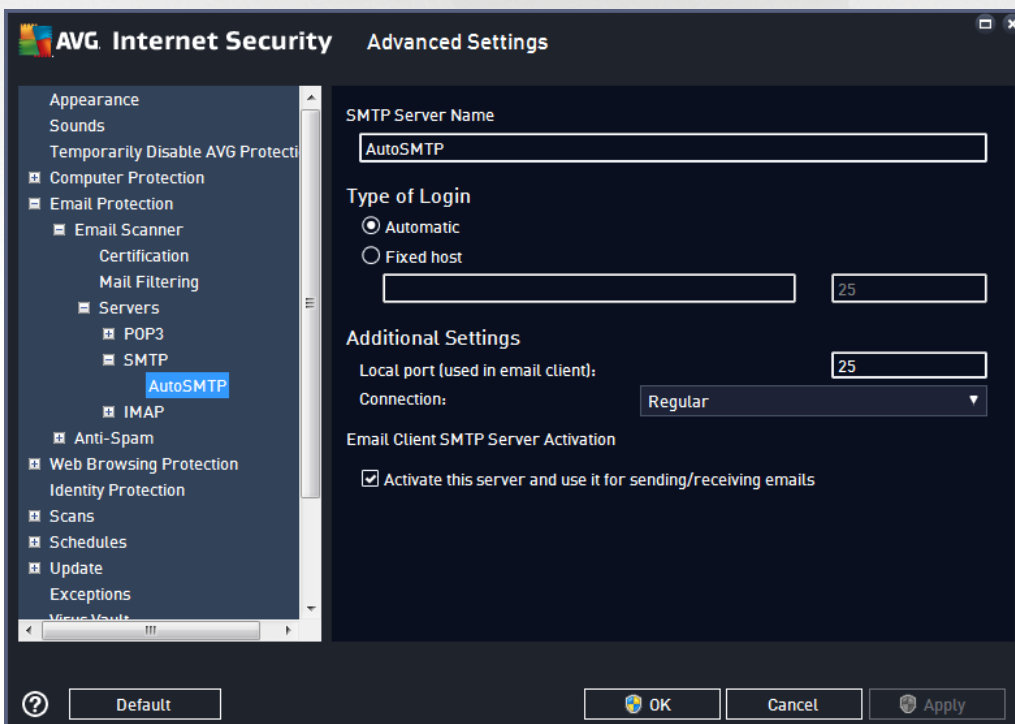 AVG. Internet Security Advanced Settings
Appearance
Sounds
Temporarily Disable AVG Protecti
Computer Protection
Email Protection
Email Scanner
Certification
Mail Filtering
Servers
POP3
SMTP
AutoSMTP
IMAP
Anti-Spam
Web Browsing Protection
Identity Protection
Scans
Schedules
Update
Exceptions
Virus Vault
SMTP Server Name
AutoSMTP
Type of Login
Automatic
Fixed host
25
Additional Settings
Local port (used in email client): 25
Connection: Regular
Email Client SMTP Server Activation
Activate this server and use it for sending/receiving emails
? Default OK Cancel Apply